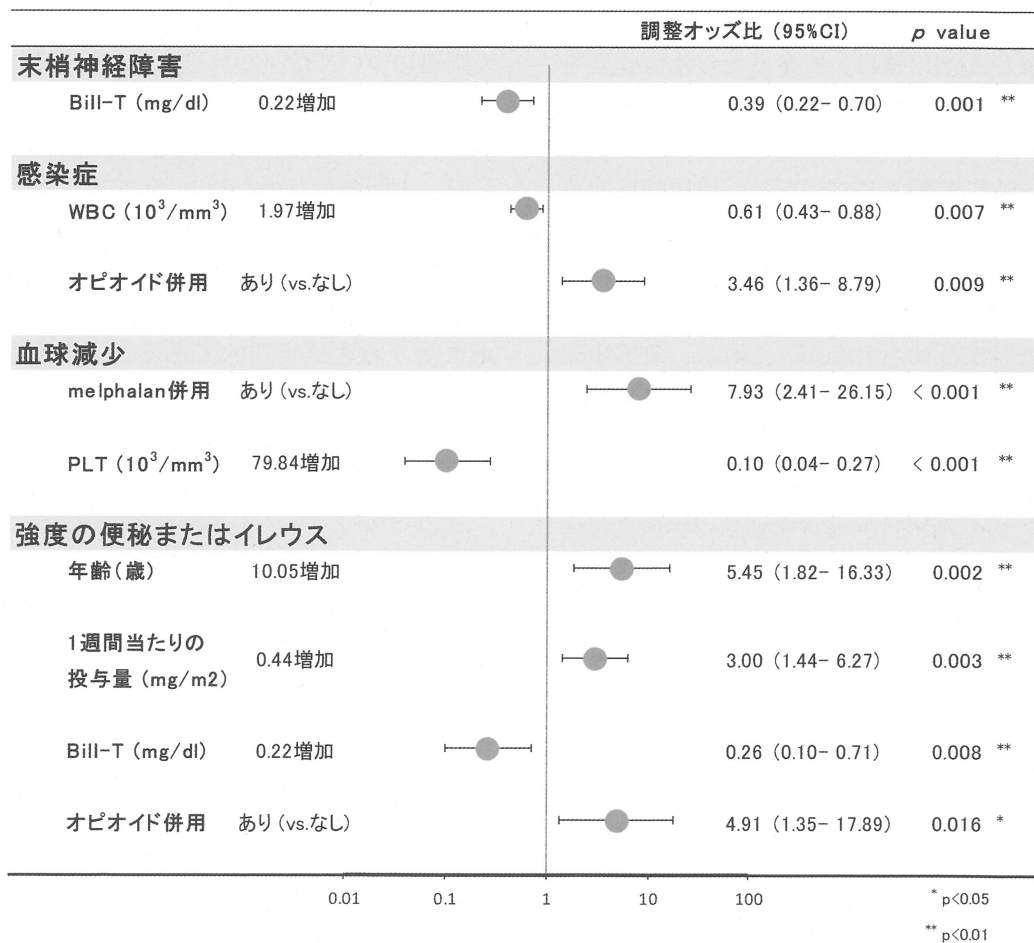 調整オッズ比 (95%CI) p value
末梢神経障害
Bill-T (mg/dl) 0.22増加 0.39 (0.22- 0.70) 0.001 **
感染症
WBC (10³/mm³) 1.97増加 0.61 (0.43- 0.88) 0.007 **
オピオイド併用 あり (vs.なし) 3.46 (1.36- 8.79) 0.009 **
血球減少
melphalan併用 あり (vs.なし) 7.93 (2.41- 26.15) < 0.001 **
PLT (10³/mm³) 79.84増加 0.10 (0.04- 0.27) < 0.001 **
強度の便秘またはイレウス
年齢(歳) 10.05増加 5.45 (1.82- 16.33) 0.002 **
1週間当たりの
投与量 (mg/m2) 0.44増加 3.00 (1.44- 6.27) 0.003 **
Bill-T (mg/dl) 0.22増加 0.26 (0.10- 0.71) 0.008 **
オピオイド併用 あり (vs.なし) 4.91 (1.35- 17.89) 0.016 *
0.01 0.1 1 10 100 * p<0.05
** p<0.01